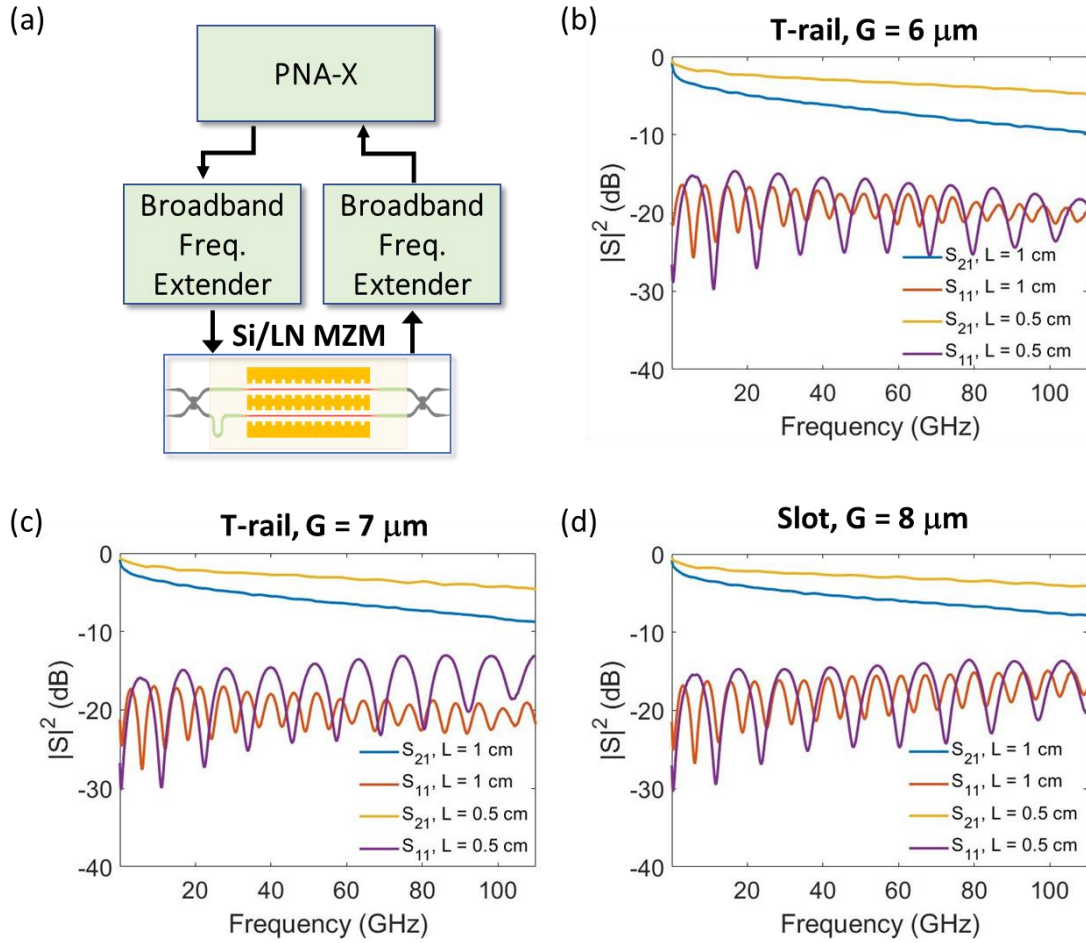 (a)
PNA-X
Broadband
Freq.
Extender
Broadband
Freq.
Extender
Si/LN MZM
(b)
T-rail, G = 6 μm
|S|² (dB)
0
-10
-20
-30
-40
20
40
60
80
100
Frequency (GHz)
S₂₁, L = 1 cm
S₁₁, L = 1 cm
S₂₁, L = 0.5 cm
S₁₁, L = 0.5 cm
(c)
T-rail, G = 7 μm
|S|² (dB)
0
-10
-20
-30
-40
0
20
40
60
80
100
Frequency (GHz)
S₂₁, L = 1 cm
S₁₁, L = 1 cm
S₂₁, L = 0.5 cm
S₁₁, L = 0.5 cm
(d)
Slot, G = 8 μm
|S|² (dB)
0
-10
-20
-30
-40
20
40
60
80
100
Frequency (GHz)
S₂₁, L = 1 cm
S₁₁, L = 1 cm
S₂₁, L = 0.5 cm
S₁₁, L = 0.5 cm